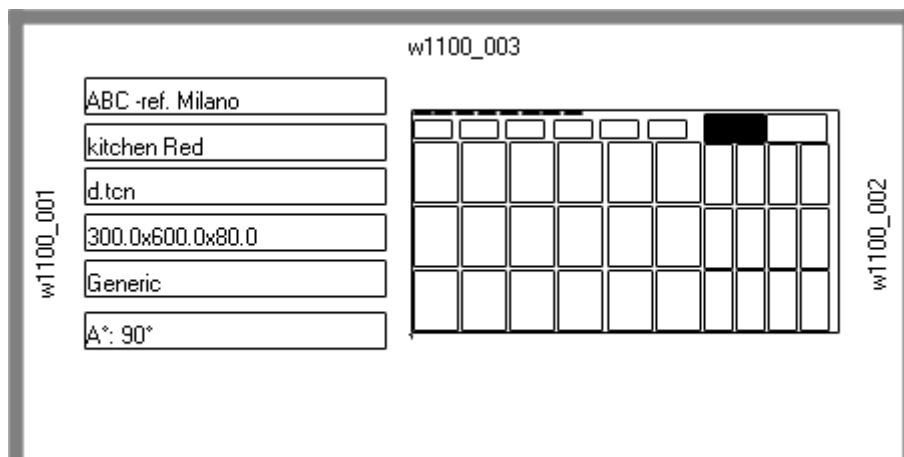 w1100_003
ABC -ref. Milano
kitchen Red
d.tcn
300.0x600.0x80.0
Generic
A°: 90°
w1100_001
w1100_002